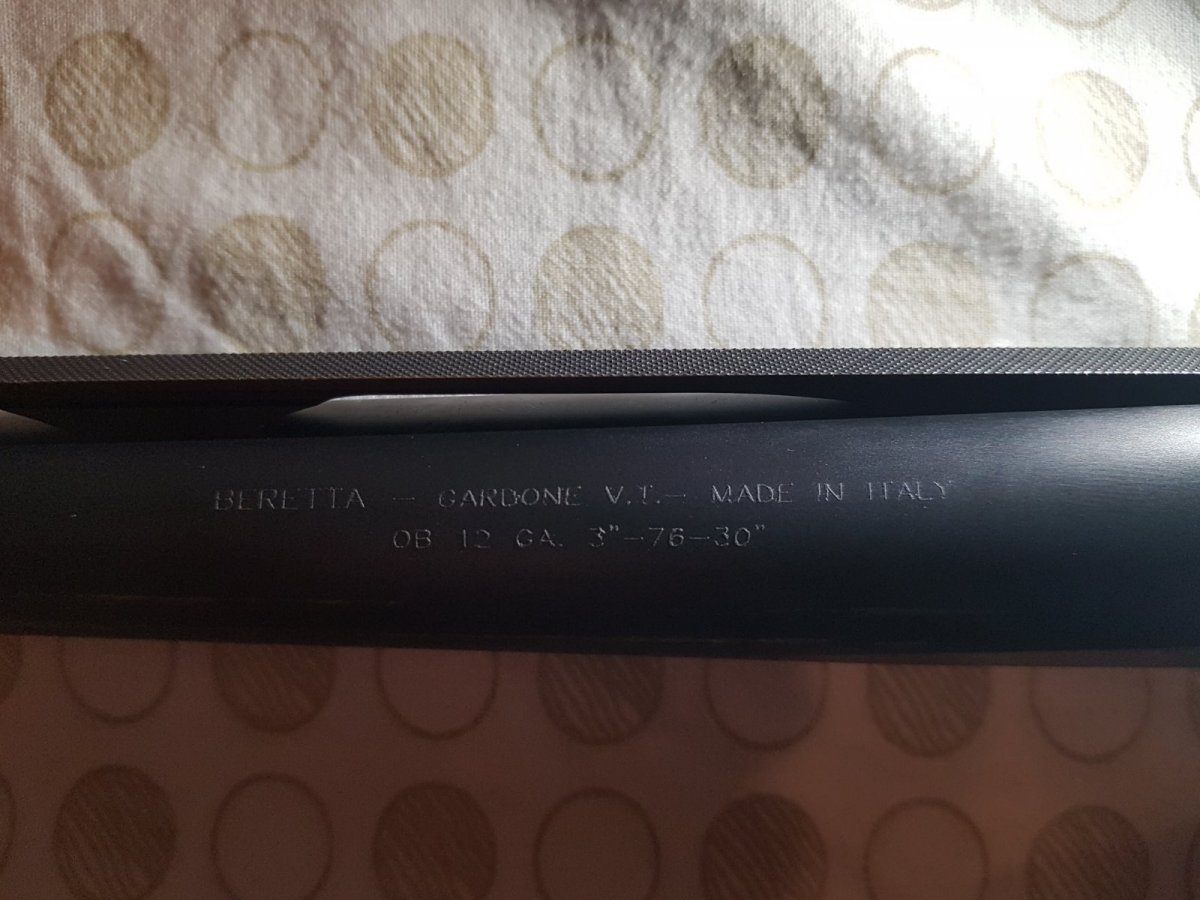 BERETTA - GARDONE V.T.- MADE IN ITALY
OB 12 GA. 3"-76-30"